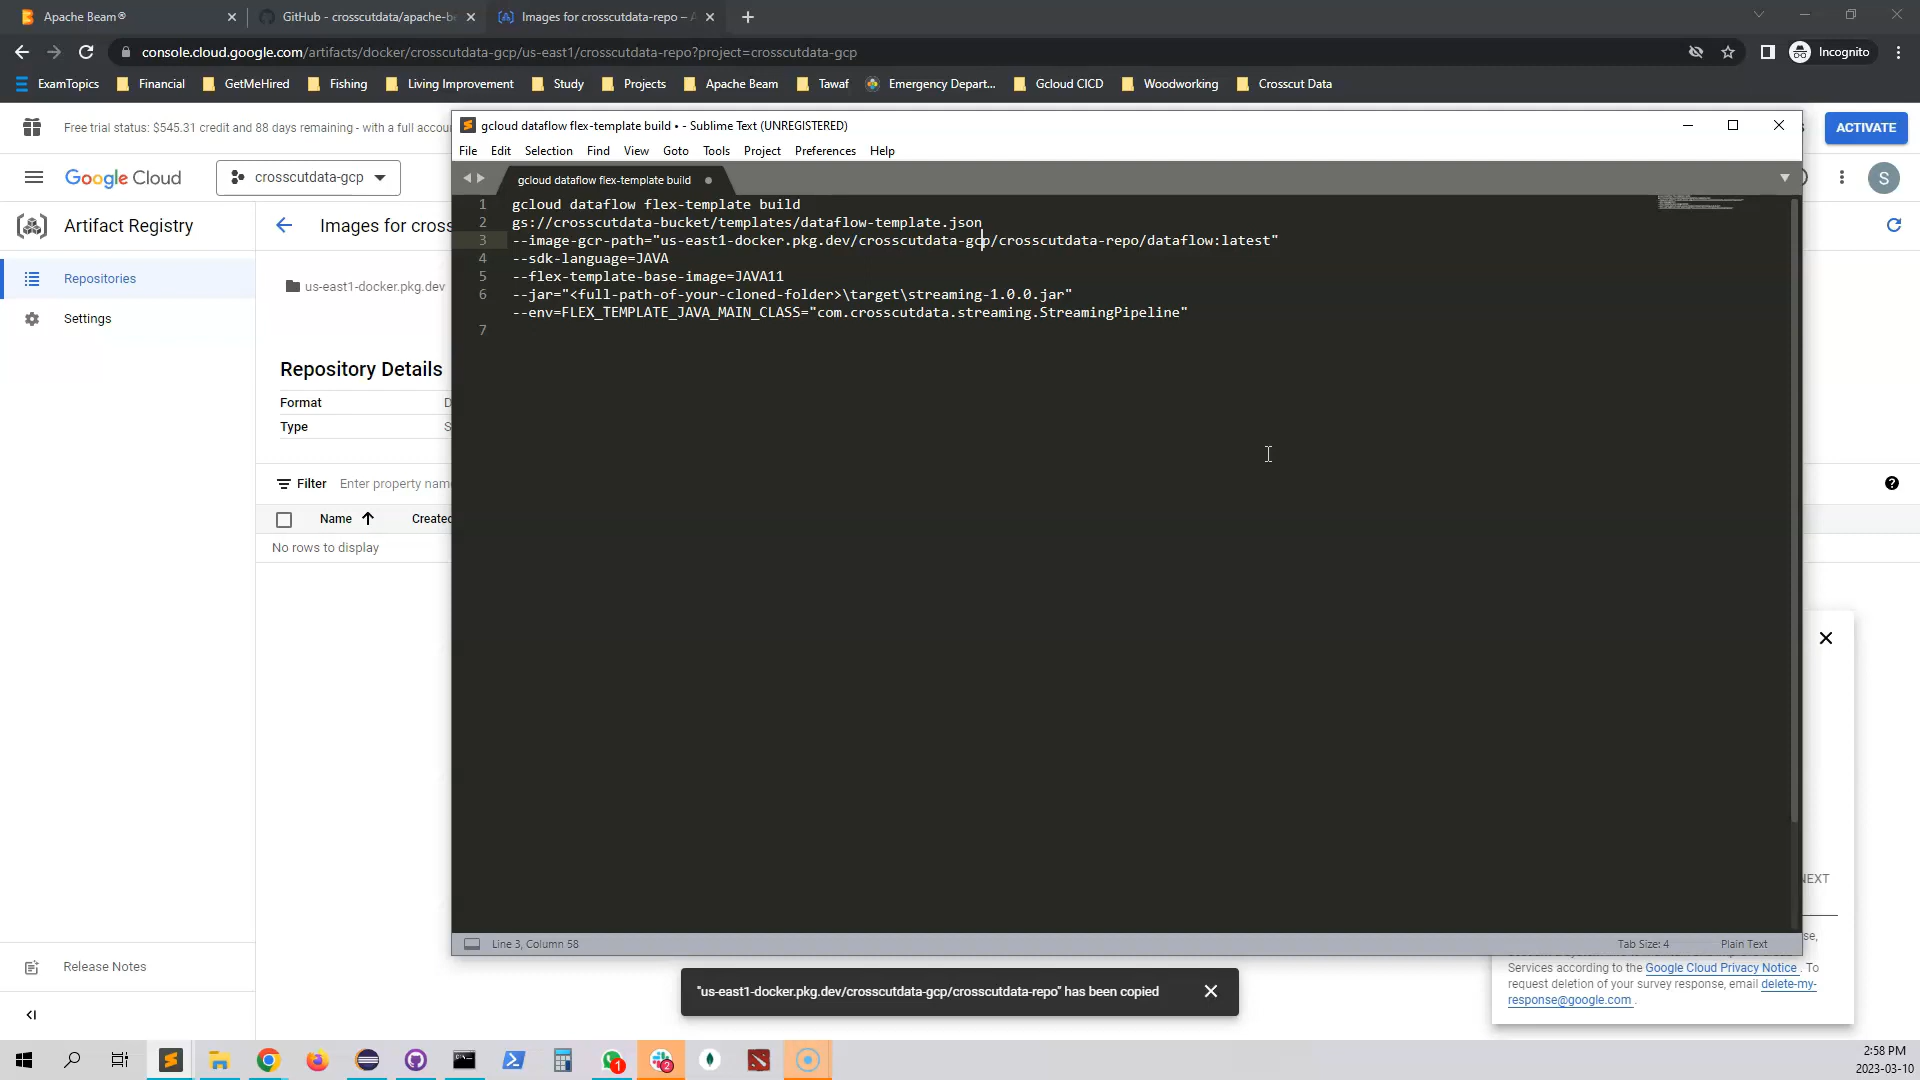 Apache Beam®
GitHub - crosscutdata/apache-be
Images for crosscutdata-repo – A
console.cloud.google.com/artifacts/docker/crosscutdata-gcp/us-east1/crosscutdata-repo?project=crosscutdata-gcp
Incognito
ExamTopics
Financial
GetMeHired
Fishing
Living Improvement
Study
Projects
Apache Beam
Tawaf
Emergency Depart...
Gcloud CICD
Woodworking
Crosscut Data
Free trial status: $545.31 credit and 88 days remaining - with a full accou
ACTIVATE
Google Cloud
crosscutdata-gcp
S
Artifact Registry
Images for cross
Repositories
Settings
us-east1-docker.pkg.dev
Repository Details
Format
Type
Filter Enter property name
Name
Created
No rows to display
Release Notes
gcloud dataflow flex-template build • - Sublime Text (UNREGISTERED)
File Edit Selection Find View Goto Tools Project Preferences Help
gcloud dataflow flex-template build
1 gcloud dataflow flex-template build
2 gs://crosscutdata-bucket/templates/dataflow-template.json
3 --image-gcr-path="us-east1-docker.pkg.dev/crosscutdata-gcp/crosscutdata-repo/dataflow:latest"
4 --sdk-language=JAVA
5 --flex-template-base-image=JAVA11
6 --jar="<full-path-of-your-cloned-folder>\target\streaming-1.0.0.jar"
--env=FLEX_TEMPLATE_JAVA_MAIN_CLASS="com.crosscutdata.streaming.StreamingPipeline"
7
Line 3, Column 58
Tab Size: 4
Plain Text
NEXT
se,
Services according to the Google Cloud Privacy Notice . To
request deletion of your survey response, email delete-my-
response@google.com .
"us-east1-docker.pkg.dev/crosscutdata-gcp/crosscutdata-repo" has been copied
1
2
2:58 PM
2023-03-10